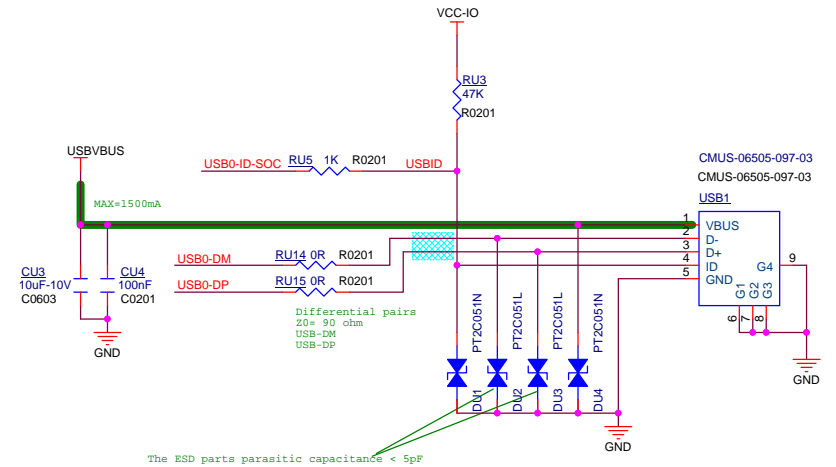 VCC-IO
RU3
47K
R0201
USBVBUS
USB0-ID-SOC RU5 1K R0201 USBID
CMUS-06505-097-03
CMUS-06505-097-03
USB1
MAX=1500mA
1 VBUS
2 D-
3 D+
4 ID
5 GND
G4 9
G1 G2 G3
6 7 8
GND
USB0-DM RU14 0R R0201
USB0-DP RU15 0R R0201
CU3
10uF-10V
C0603
CU4
100nF
C0201
GND
Differential pairs
Z0= 90 ohm
USB-DM
USB-DP
PT2C051N
PT2C051L
PT2C051L
PT2C051N
DU1
DU2
DU3
DU4
GND
The ESD parts parasitic capacitance < 5pF